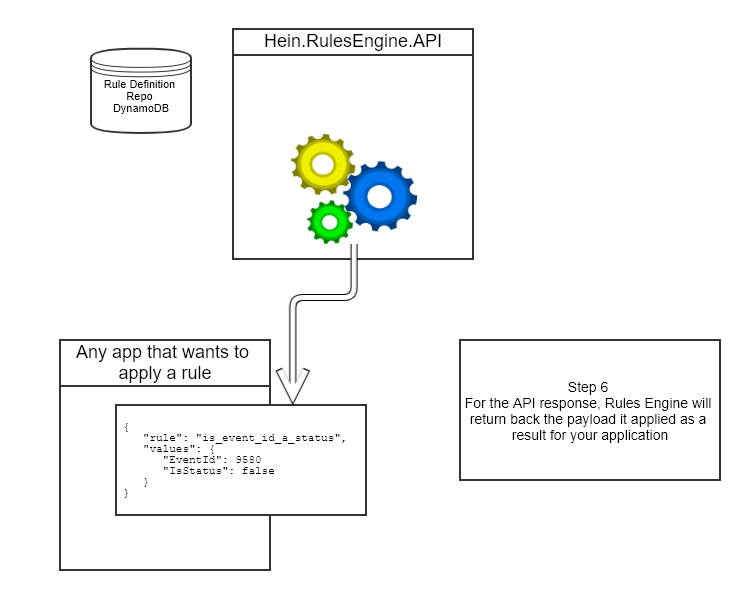 Hein.RulesEngine.API
Rule Definition
Repo
DynamoDB
Any app that wants to
apply a rule
{
"rule": "is_event_id_a_status",
"values": {
"EventId": 9580
"IsStatus": false
}
}
Step 6
For the API response, Rules Engine will
return back the payload it applied as a
result for your application